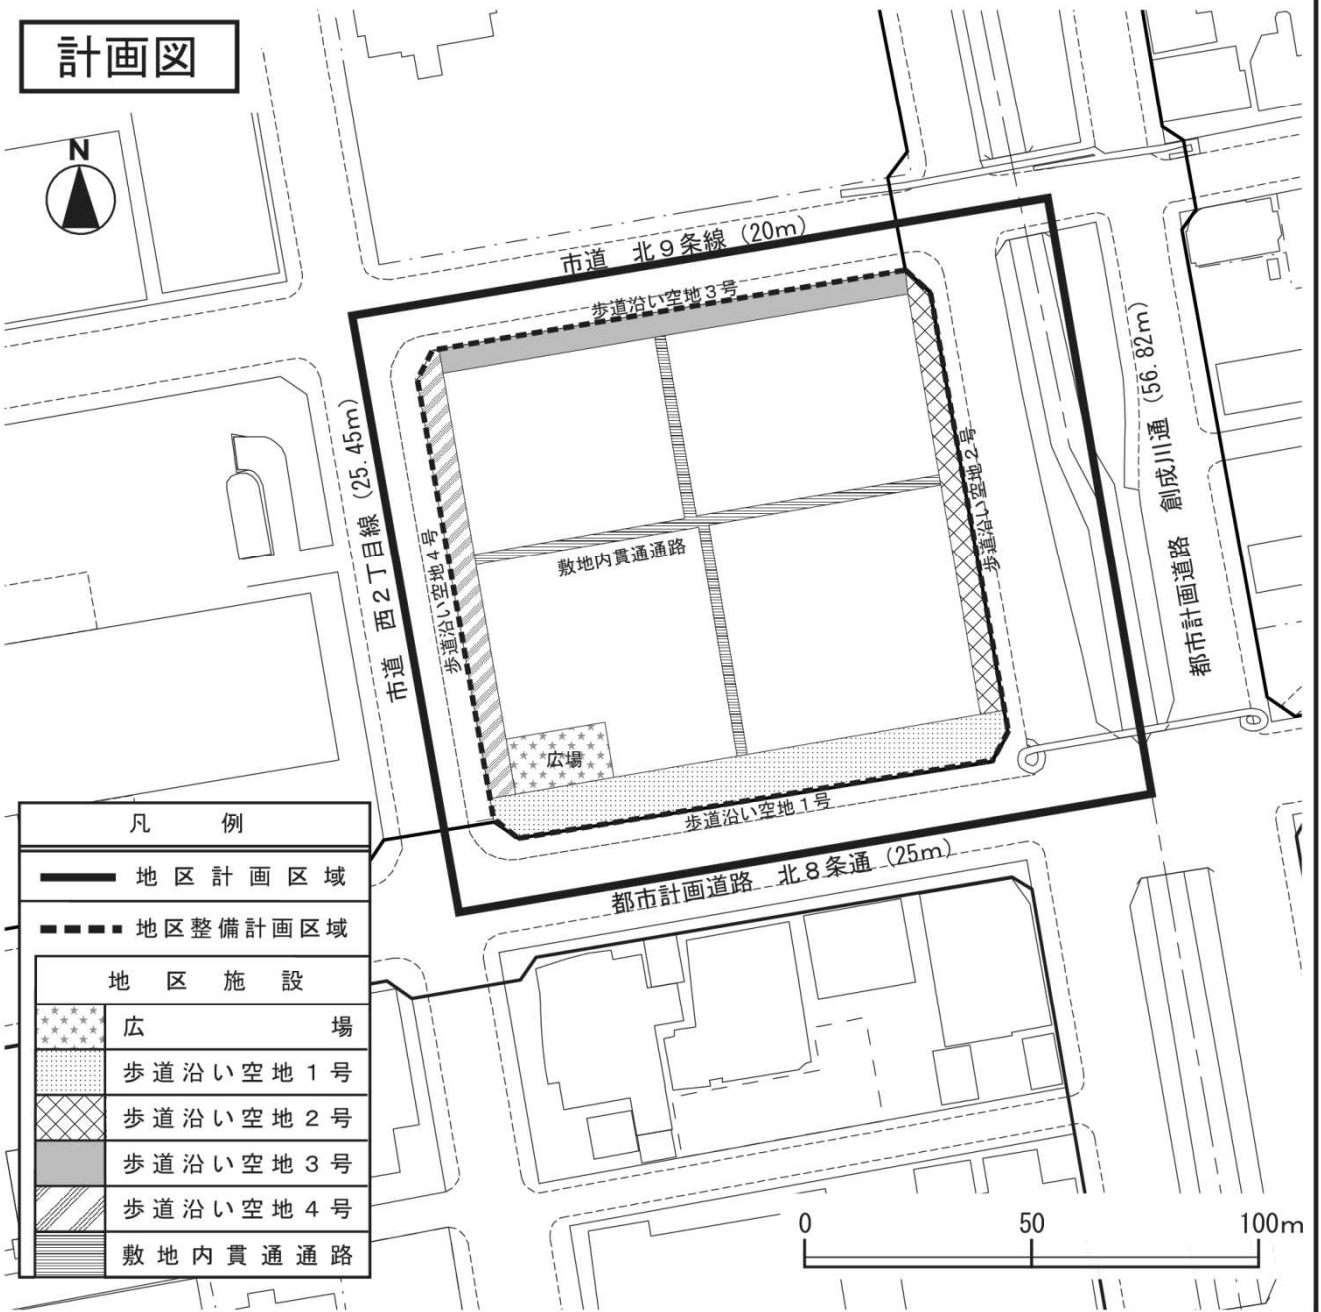 計画図
N
市道 北9条線(20m)
歩道沿い空地3号
市道 西2丁目線(25.45m)
歩道沿い空地4号
敷地内貫通通路
歩道沿い空地2号
都市計画道路 創成川通(56.82m)
広場
歩道沿い空地1号
都市計画道路 北8条通(25m)
凡例
地区計画区域
地区整備計画区域
地区施設
広場
歩道沿い空地1号
歩道沿い空地2号
歩道沿い空地3号
歩道沿い空地4号
敷地内貫通通路
0 50 100m